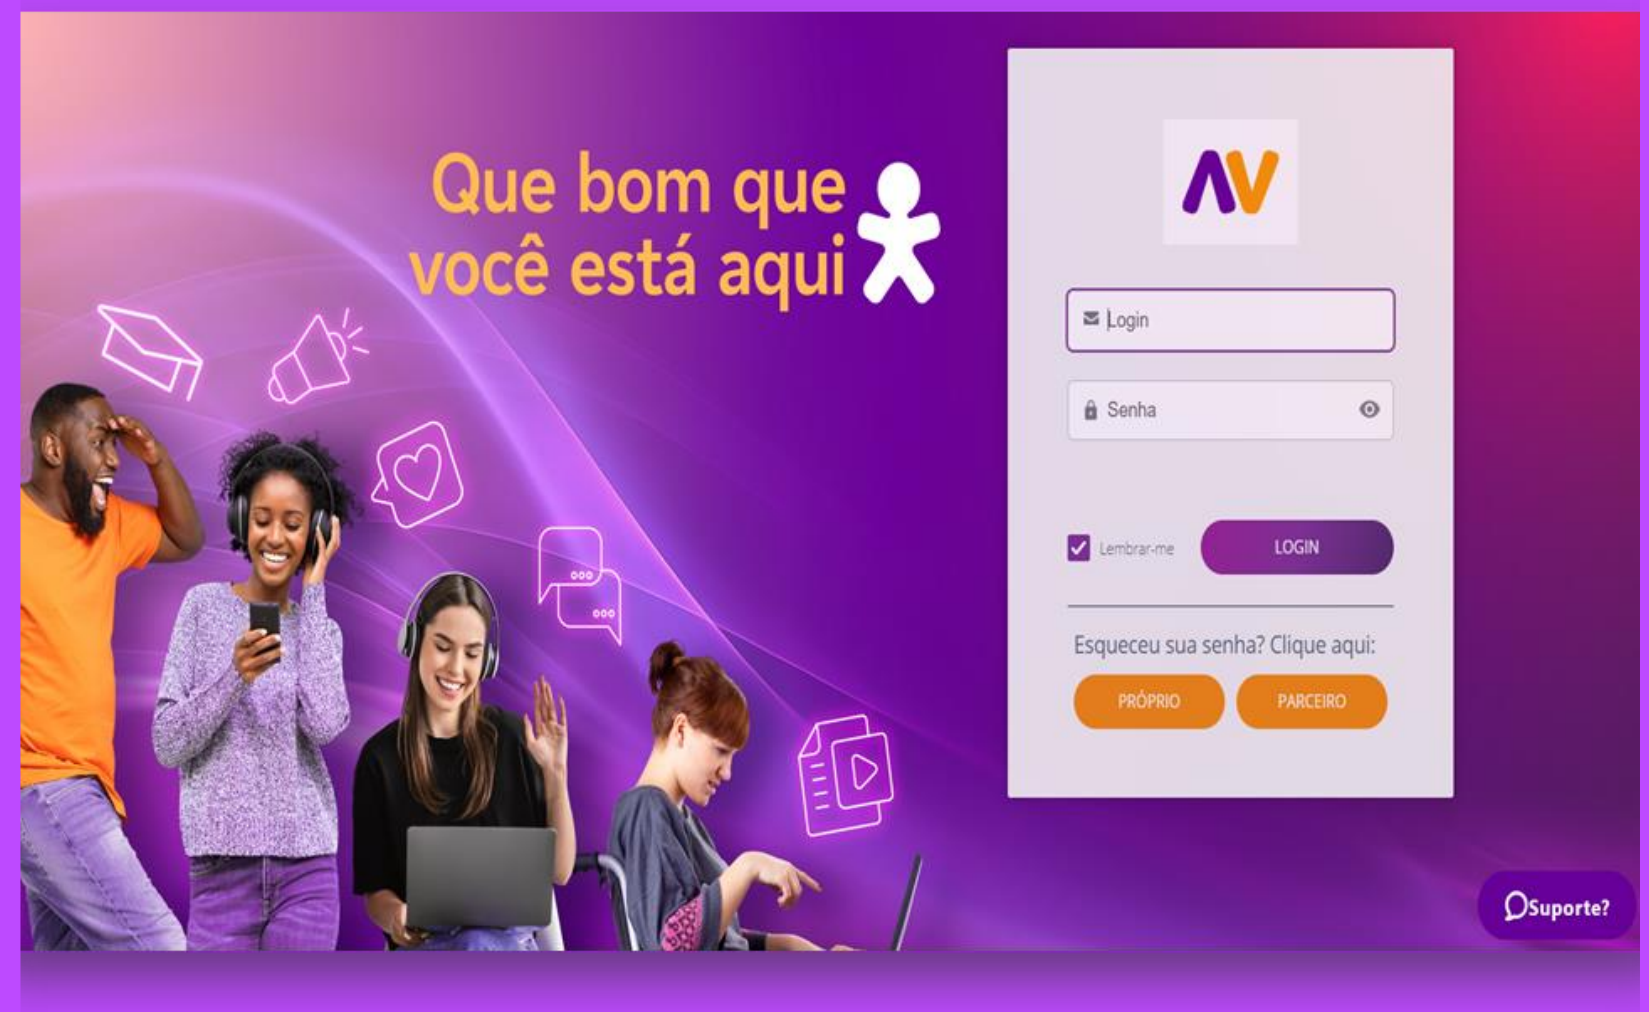 Que bom que
você está aqui
AV
Login
Senha
Lembrar-me
LOGIN
Esqueceu sua senha? Clique aqui:
PRÓPRIO
PARCEIRO
Suporte?